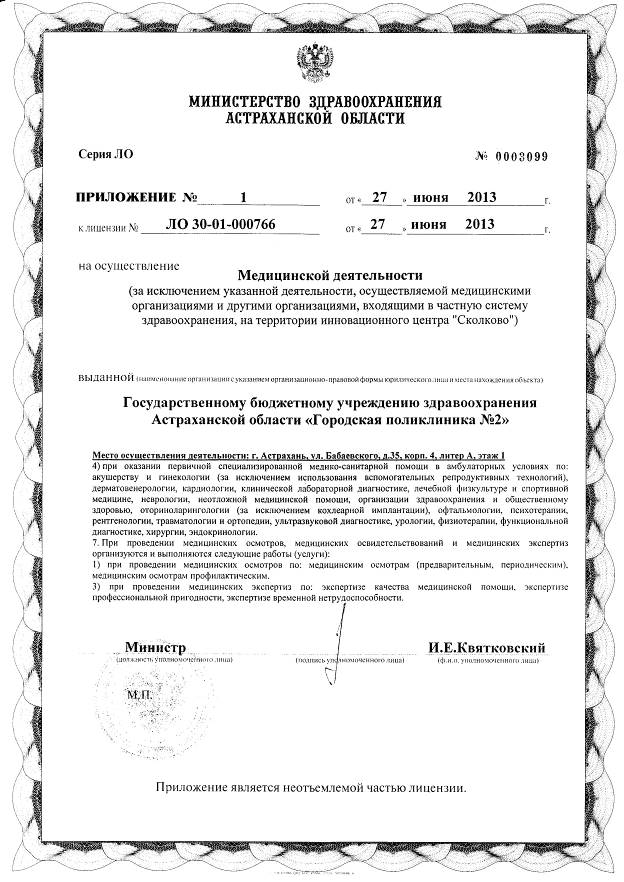 МИНИСТЕРСТВО ЗДРАВООХРАНЕНИЯ
АСТРАХАНСКОЙ ОБЛАСТИ
Серия ЛО
№ 0003099
ПРИЛОЖЕНИЕ № 1 от « 27 » июня 2013 г.
к лицензии № ЛО 30-01-000766 от « 27 » июня 2013 г.
на осуществление
Медицинской деятельности
(за исключением указанной деятельности, осуществляемой медицинскими
организациями и другими организациями, входящими в частную систему
здравоохранения, на территории инновационного центра "Сколково")
выданной (наименование организации с указанием организационно-правовой формы юридического лица и места нахождения объекта)
Государственному бюджетному учреждению здравоохранения
Астраханской области «Городская поликлиника №2»
Место осуществления деятельности: г. Астрахань, ул. Бабаевского, д.35, корп. 4, литер А, этаж 1
4) при оказании первичной специализированной медико-санитарной помощи в амбулаторных условиях по:
акушерству и гинекологии (за исключением использования вспомогательных репродуктивных технологий),
дерматовенерологии, кардиологии, клинической лабораторной диагностике, лечебной физкультуре и спортивной
медицине, неврологии, неотложной медицинской помощи, организации здравоохранения и общественному
здоровью, оториноларингологии (за исключением кохлеарной имплантации), офтальмологии, психотерапии,
рентгенологии, травматологии и ортопедии, ультразвуковой диагностике, урологии, физиотерапии, функциональной
диагностике, хирургии, эндокринологии.
7. При проведении медицинских осмотров, медицинских освидетельствований и медицинских экспертиз
организуются и выполняются следующие работы (услуги):
1) при проведении медицинских осмотров по: медицинским осмотрам (предварительным, периодическим),
медицинским осмотрам профилактическим.
3) при проведении медицинских экспертиз по: экспертизе качества медицинской помощи, экспертизе
профессиональной пригодности, экспертизе временной нетрудоспособности.
Министр И.Е.Квятковский
(должность уполномоченного лица) (подпись уполномоченного лица) (ф.и.о. уполномоченного лица)
М.П.
Приложение является неотъемлемой частью лицензии.